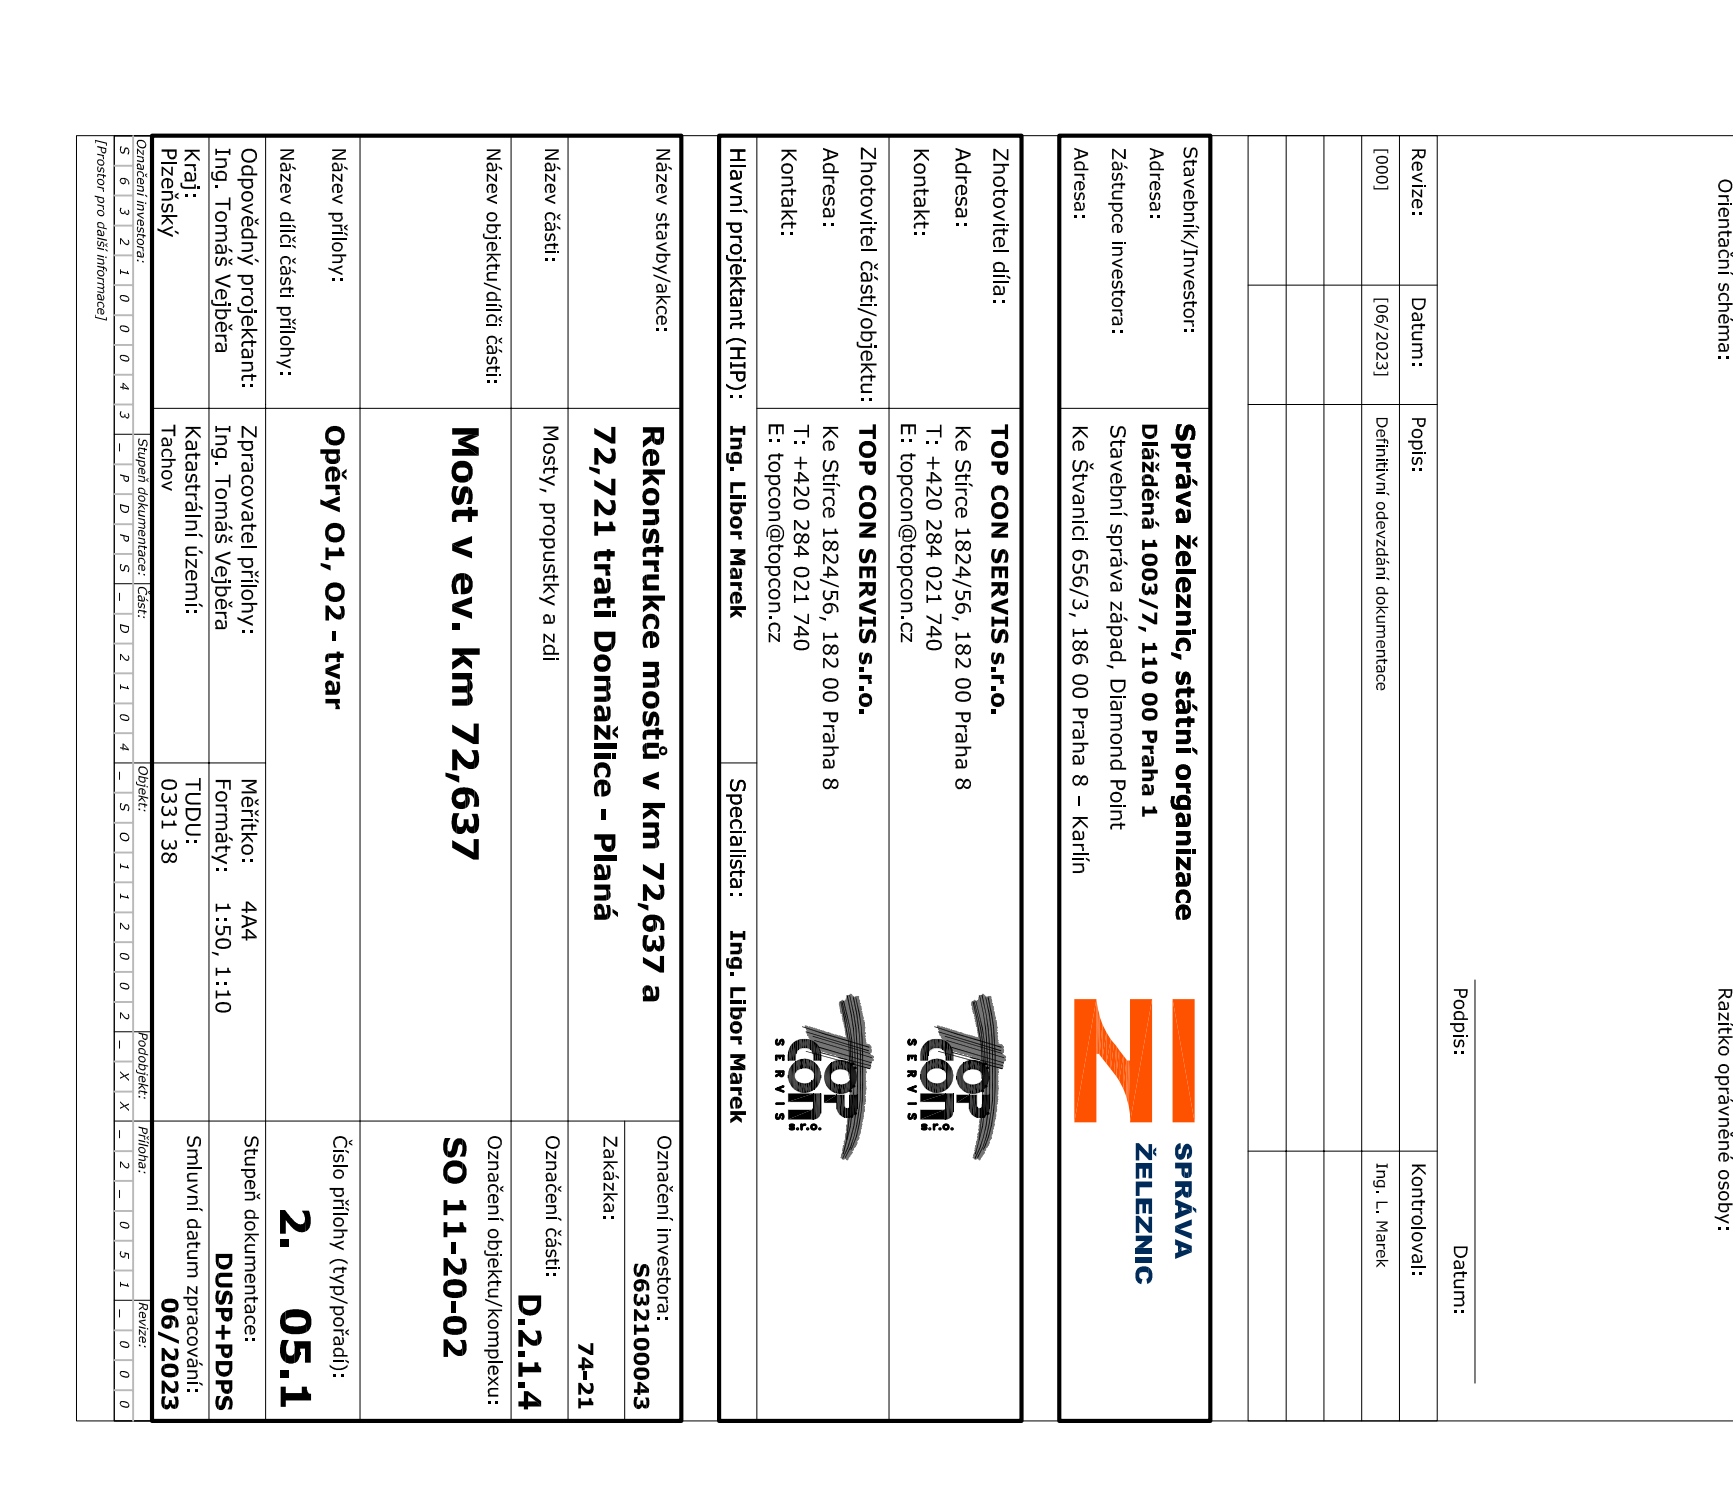 Orientační schéma:
Razítko oprávněné osoby:
Podpis:
Datum:
Revize:
Datum:
Popis:
Kontroloval:
[000]
[06/2023]
Definitivní odevzdání dokumentace
Ing. L. Marek
Stavebník/Investor:
Správa železnic, státní organizace
Adresa:
Dlážděná 1003/7, 110 00 Praha 1
Zástupce investora:
Stavební správa západ, Diamond Point
Adresa:
Ke Štvanici 656/3, 186 00 Praha 8 – Karlín
SPRÁVA
ŽELEZNIC
Zhotovitel díla:
TOP CON SERVIS s.r.o.
Adresa:
Ke Stírce 1824/56, 182 00 Praha 8
Kontakt:
T: +420 284 021 740
E: topcon@topcon.cz
TOP
CON
SERVIS
s.r.o.
Zhotovitel části/objektu:
TOP CON SERVIS s.r.o.
Adresa:
Ke Stírce 1824/56, 182 00 Praha 8
Kontakt:
T: +420 284 021 740
E: topcon@topcon.cz
TOP
CON
SERVIS
s.r.o.
Hlavní projektant (HIP):
Ing. Libor Marek
Specialista:
Ing. Libor Marek
Název stavby/akce:
Rekonstrukce mostů v km 72,637 a
72,721 trati Domažlice - Planá
Označení investora:
S632100043
Zakázka:
74-21
Název části:
Mosty, propustky a zdi
Označení části:
D.2.1.4
Název objektu/dílčí části:
Most v ev. km 72,637
Označení objektu/komplexu:
SO 11-20-02
Název přílohy:
Opěry O1, O2 - tvar
Název dílčí části přílohy:
Číslo přílohy (typ/pořadí):
2. 05.1
Odpovědný projektant:
Ing. Tomáš Vejběra
Zpracovatel přílohy:
Ing. Tomáš Vejběra
Měřítko: 4A4
Formáty: 1:50, 1:10
Stupeň dokumentace:
DUSP+PDPS
Kraj:
Plzeňský
Katastrální území:
Tachov
TUDU:
0331 38
Smluvní datum zpracování:
06/2023
Označení investora: Stupeň dokumentace: Část: Objekt: Podobjekt: Příloha: Revize:
S 6 3 2 1 0 0 0 4 3 _ P D P S _ D 2 1 0 4 _ S O 1 1 2 0 0 2 _ X X _ 2 _ 0 5 1 _ 0 0 0
[Prostor pro další informace]